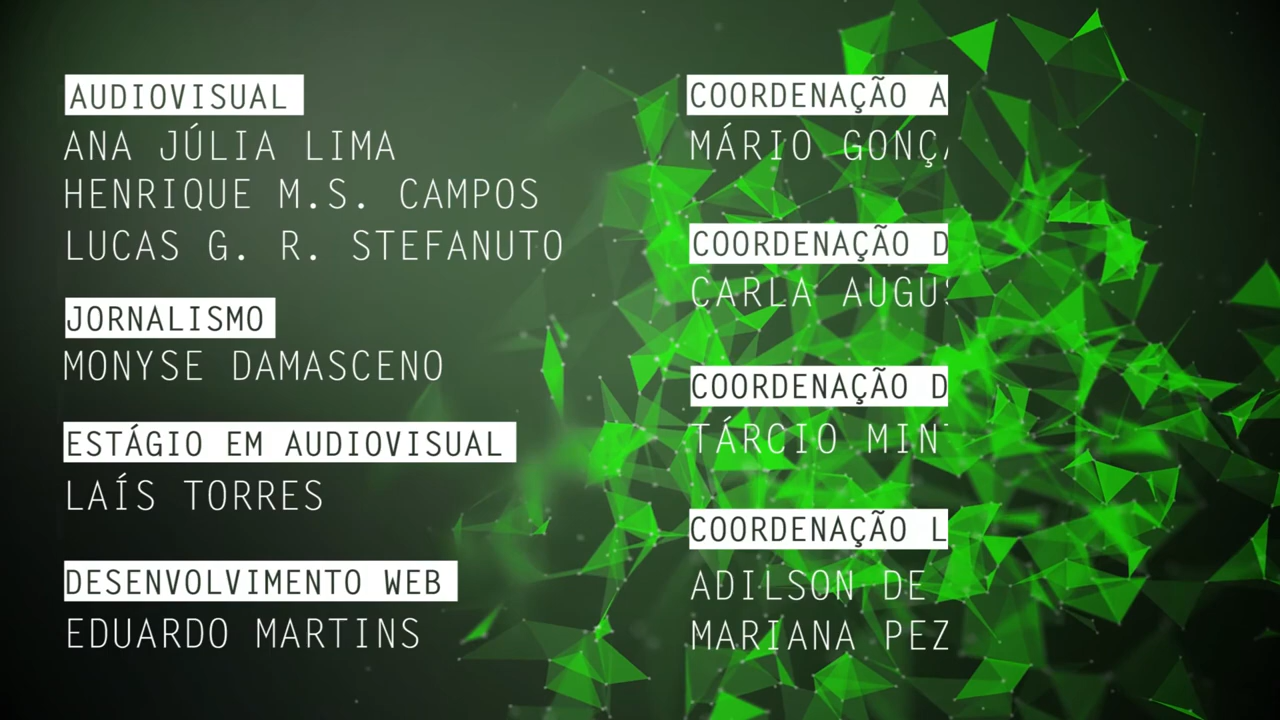 AUDIOVISUAL
ANA JÚLIA LIMA
HENRIQUE M.S. CAMPOS
LUCAS G. R. STEFANUTO
JORNALISMO
MONYSE DAMASCENO
ESTÁGIO EM AUDIOVISUAL
LAÍS TORRES
DESENVOLVIMENTO WEB
EDUARDO MARTINS
COORDENAÇÃO A
MÁRIO
COORDENAÇÃO D
CARLA
COORDENAÇÃO D
TÁRCIO
COORDENAÇÃO L
ADILSON DE
MARIANA PEZ